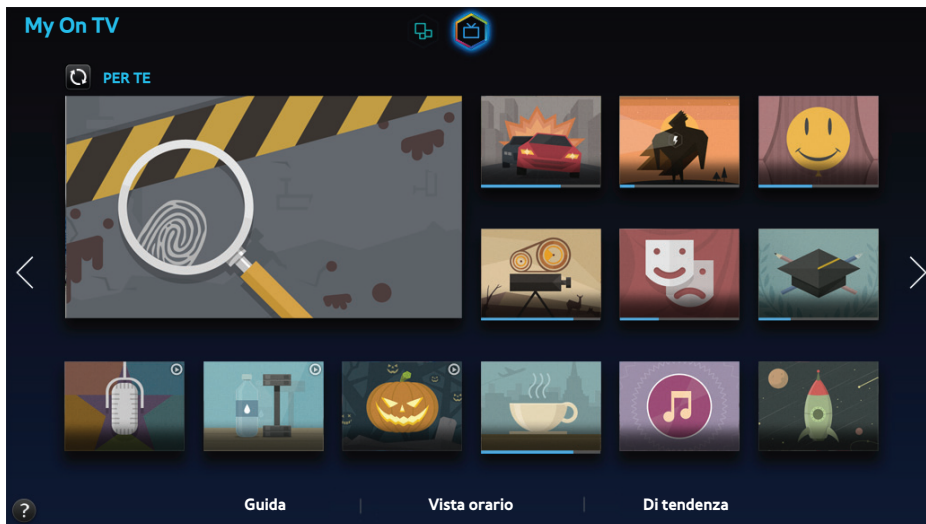 My On TV
PER TE
Guida
Vista orario
Di tendenza
?